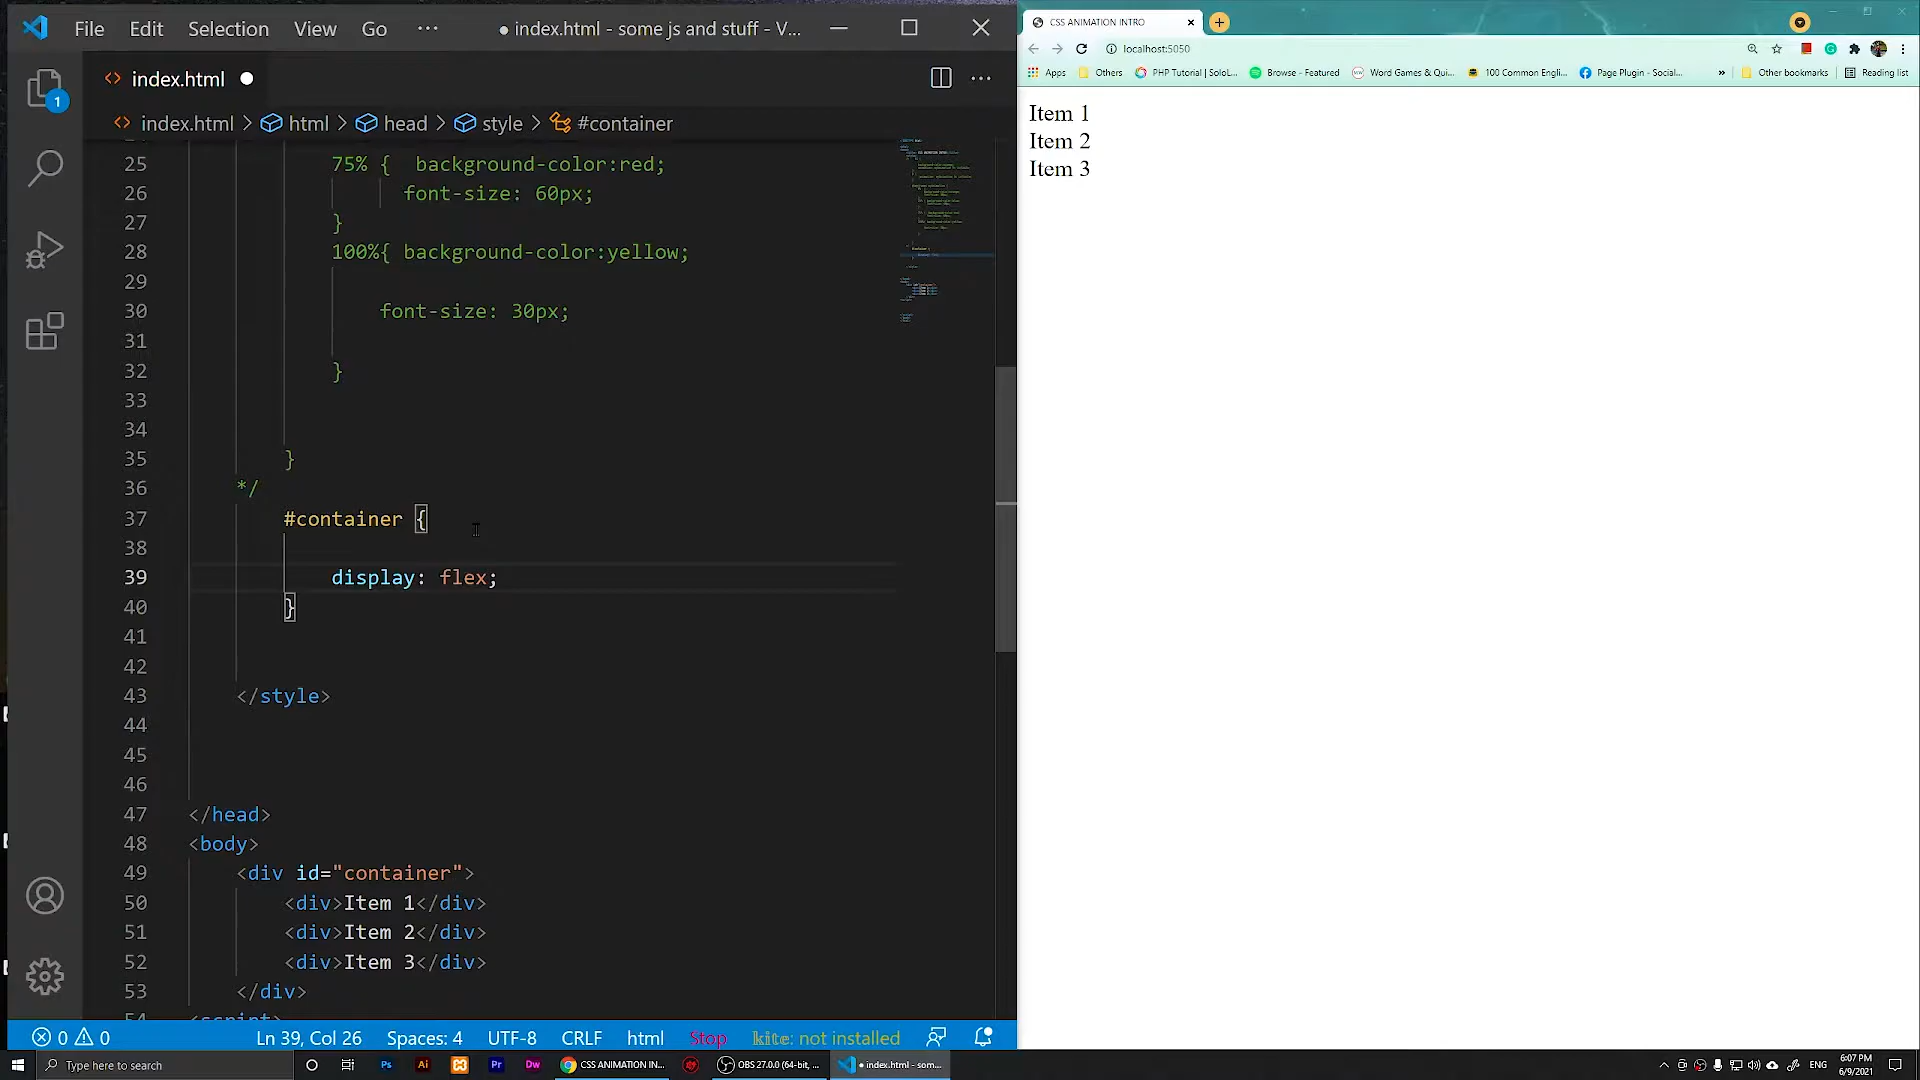 File Edit Selection View Go ··· ● index.html - some js and stuff - V...
index.html
index.html > html > head > style > #container
25 75% { background-color:red;
26 font-size: 60px;
27 }
28 100%{ background-color:yellow;
29
30 font-size: 30px;
31
32 }
33
34
35 }
36 */
37 #container {
38
39 display: flex;
40 }
41
42
43 </style>
44
45
46
47 </head>
48 <body>
49 <div id="container">
50 <div>Item 1</div>
51 <div>Item 2</div>
52 <div>Item 3</div>
53 </div>
54 <script>
1
0 0 Ln 39, Col 26 Spaces: 4 UTF-8 CRLF html Stop kite: not installed
CSS ANIMATION INTRO
localhost:5050
Apps Others PHP Tutorial | SoloL... Browse - Featured Word Games & Qui... 100 Common Engli... Page Plugin - Social... » Other bookmarks Reading list
Item 1
Item 2
Item 3
Type here to search Ps Ai Pr Dw CSS ANIMATION IN... OBS 27.0.0 (64-bit, ... ● index.html - som... ENG 6:07 PM
6/9/2021